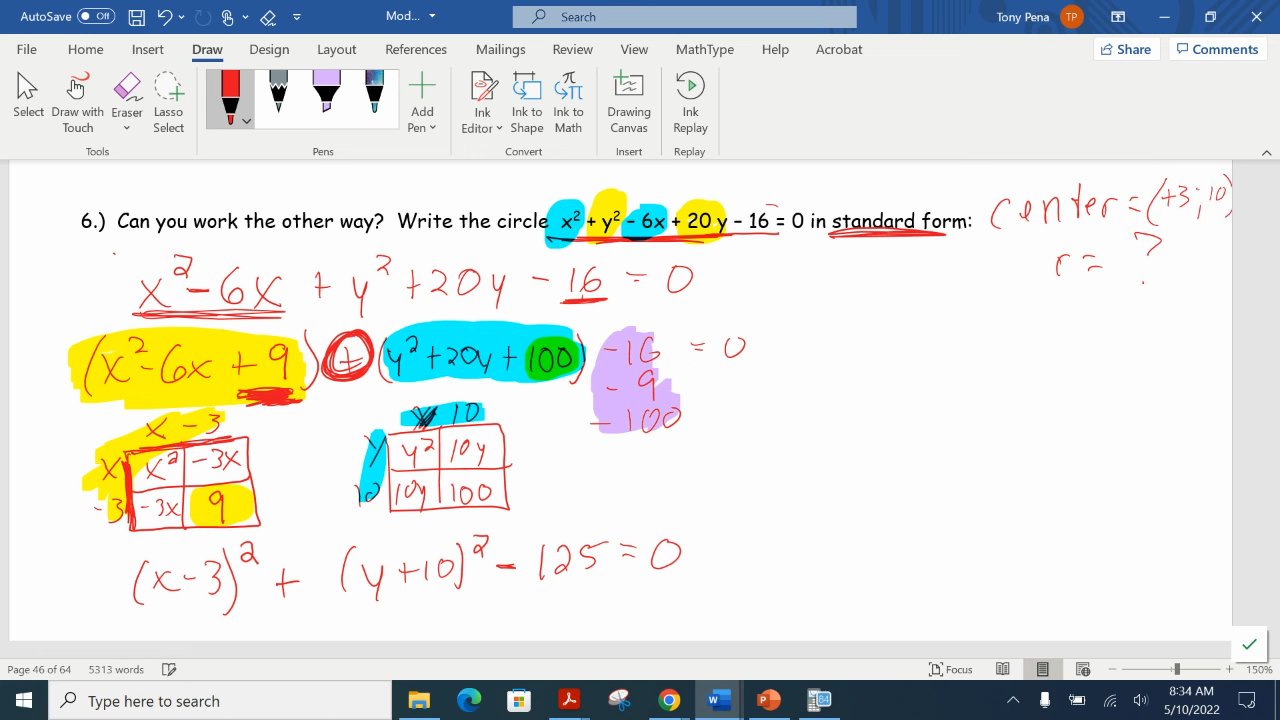 AutoSave Off Mod... Search Tony Pena TP
File Home Insert Draw Design Layout References Mailings Review View MathType Help Acrobat Share Comments
Select Draw with Touch Eraser Lasso Select Add Pen Ink Editor Ink to Shape Ink to Math Drawing Canvas Ink Replay
Tools Pens Convert Insert Replay
6.) Can you work the other way? Write the circle x² + y² – 6x + 20 y – 16 = 0 in standard form:
center = (+3, 10)
r = ?
x² - 6x + y² + 20y - 16 = 0
(x² - 6x + 9) + (y² + 20y + 100) - 16 = 0
- 9
- 100
x - 3
x x² -3x
-3 -3x 9
10
y y² 10y
10 10y 100
(x - 3)² + (y + 10)² - 125 = 0
Page 46 of 64 5313 words Focus 150%
Type here to search 8:34 AM
5/10/2022